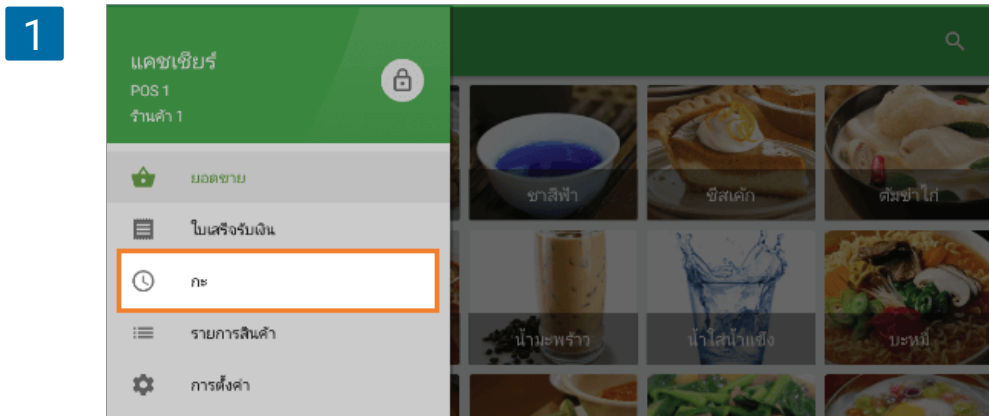 1
แคชเชียร์
POS 1
ร้านค้า 1
ยอดขาย
ใบเสร็จรับเงิน
กะ
รายการสินค้า
การตั้งค่า
ชาสีฟ้า
ชีสเค้ก
ต้มข่าไก่
น้ำมะพร้าว
น้ำใสน้ำแข็ง
บะหมี่